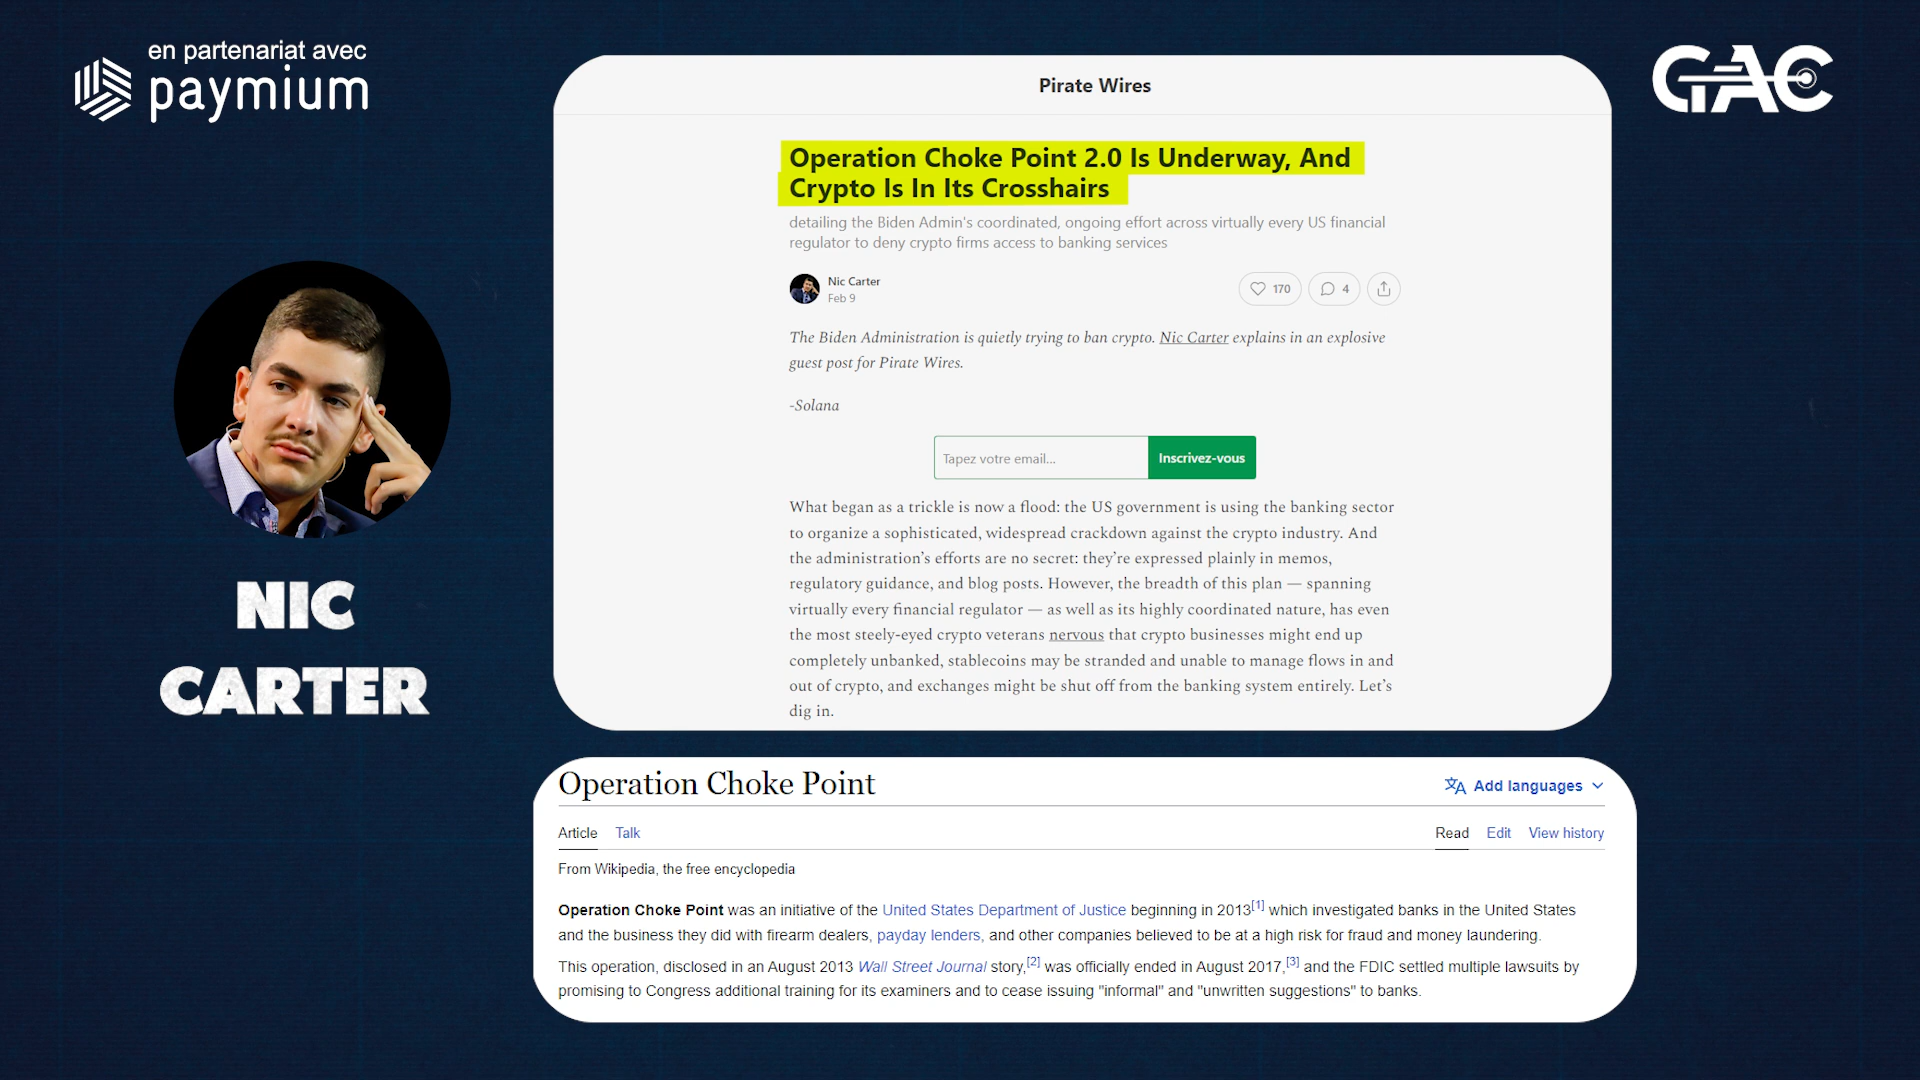 en partenariat avec
paymium
GAC
NIC
CARTER
Pirate Wires
Operation Choke Point 2.0 Is Underway, And
Crypto Is In Its Crosshairs
detailing the Biden Admin's coordinated, ongoing effort across virtually every US financial
regulator to deny crypto firms access to banking services
Nic Carter
Feb 9
170
4
The Biden Administration is quietly trying to ban crypto. Nic Carter explains in an explosive
guest post for Pirate Wires.
-Solana
Tapez votre email...
Inscrivez-vous
What began as a trickle is now a flood: the US government is using the banking sector
to organize a sophisticated, widespread crackdown against the crypto industry. And
the administration’s efforts are no secret: they’re expressed plainly in memos,
regulatory guidance, and blog posts. However, the breadth of this plan — spanning
virtually every financial regulator — as well as its highly coordinated nature, has even
the most steely-eyed crypto veterans nervous that crypto businesses might end up
completely unbanked, stablecoins may be stranded and unable to manage flows in and
out of crypto, and exchanges might be shut off from the banking system entirely. Let’s
dig in.
Operation Choke Point
Add languages
Article Talk
Read Edit View history
From Wikipedia, the free encyclopedia
Operation Choke Point was an initiative of the United States Department of Justice beginning in 2013[1] which investigated banks in the United States
and the business they did with firearm dealers, payday lenders, and other companies believed to be at a high risk for fraud and money laundering.
This operation, disclosed in an August 2013 Wall Street Journal story,[2] was officially ended in August 2017,[3] and the FDIC settled multiple lawsuits by
promising to Congress additional training for its examiners and to cease issuing "informal" and "unwritten suggestions" to banks.